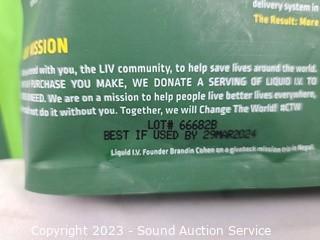 delivery system in
The Result: More
MISSION
with you, the LIV community, to help save lives around the world.
PURCHASE YOU MAKE, WE DONATE A SERVING OF LIQUID I.V. TO
NEED. We are on a mission to help people live better lives everywhere,
not do it without you. Together, we will Change The World! #CTW
LOT# 66682B
BEST IF USED BY 29MAR2024
Liquid I.V. Founder Brandin Cohen on a giveback mission trip in Nepal.
Copyright 2023 - Sound Auction Service